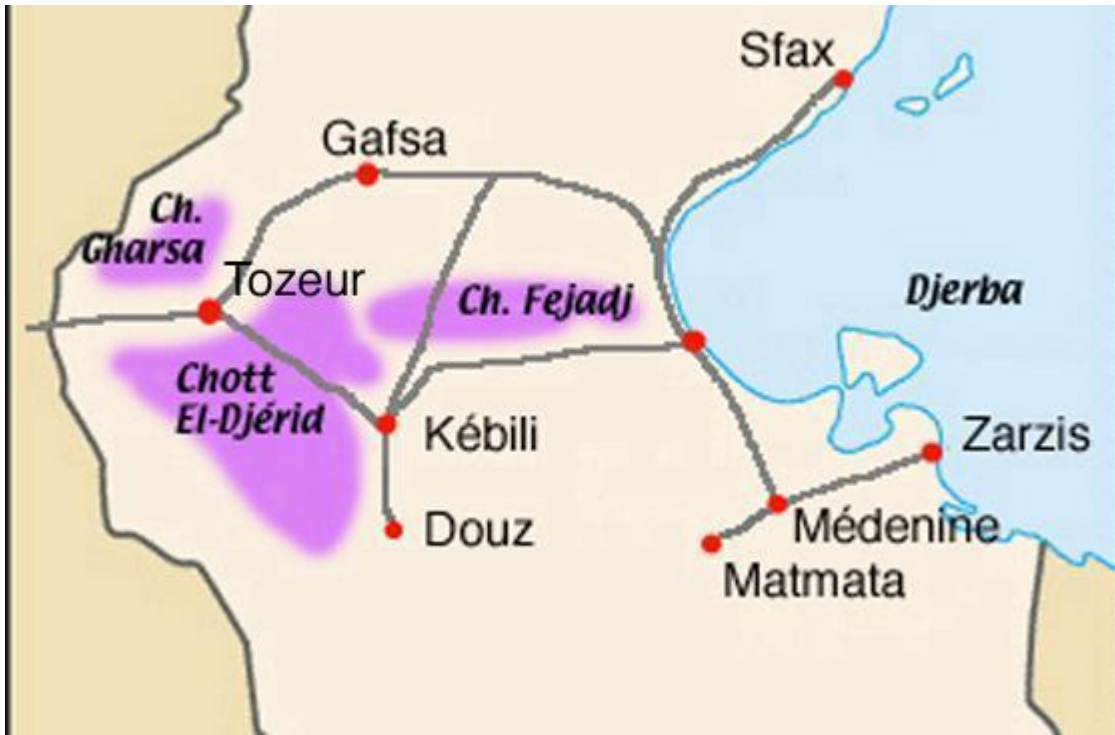 Sfax
Gafsa
Ch.
Gharsa
Tozeur
Ch. Fejadj
Djerba
Chott
El-Djérid
Kébili
Zarzis
Douz
Médenine
Matmata